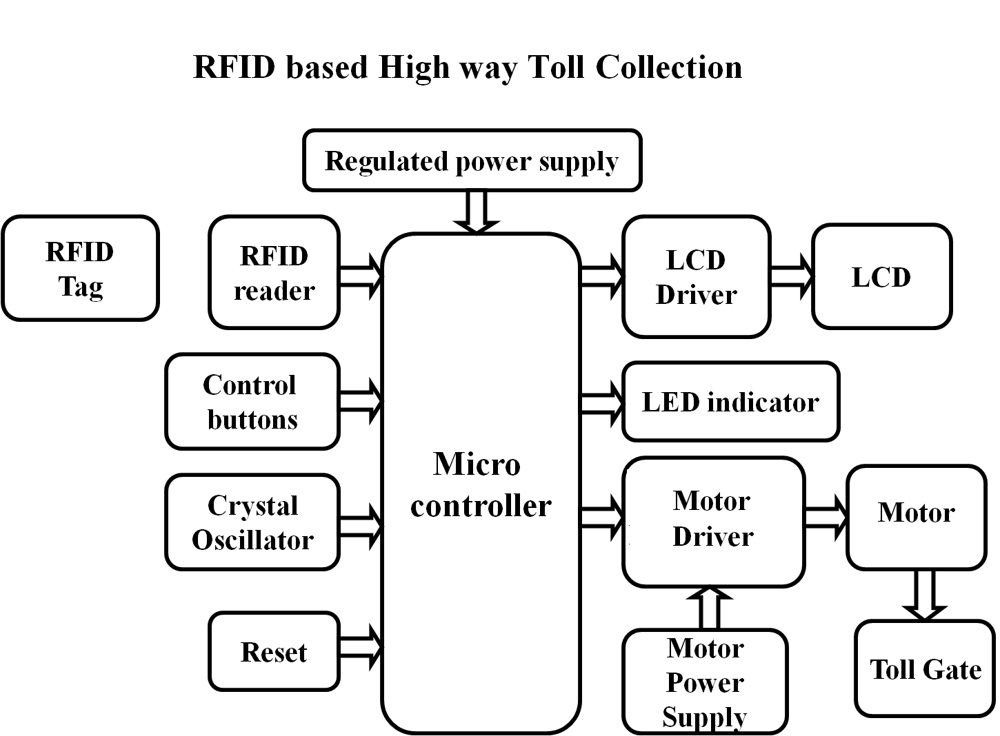 RFID based High way Toll Collection
Regulated power supply
RFID
Tag
RFID
reader
LCD
Driver
LCD
Control
buttons
LED indicator
Micro
controller
Crystal
Oscillator
Motor
Driver
Motor
Reset
Motor
Power
Supply
Toll Gate